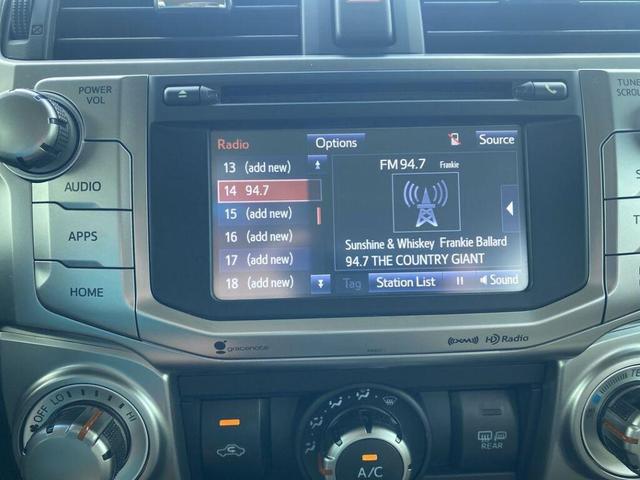 POWER
VOL
TUNE
SCROLL
AUDIO
APPS
HOME
Radio
Options
Source
13 (add new)
14 94.7
15 (add new)
16 (add new)
17 (add new)
18 (add new)
FM 94.7 Frankie
Sunshine & Whiskey Frankie Ballard
94.7 THE COUNTRY GIANT
Tag
Station List
Sound
gracenote
XM
HD Radio
OFF LO
HI
A/C
REAR
TE